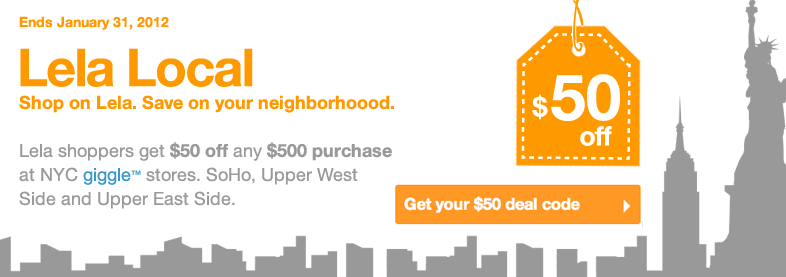 Ends January 31, 2012
Lela Local
Shop on Lela. Save on your neighborhoood.
Lela shoppers get $50 off any $500 purchase
at NYC giggle™ stores. SoHo, Upper West
Side and Upper East Side.
$50
off
Get your $50 deal code